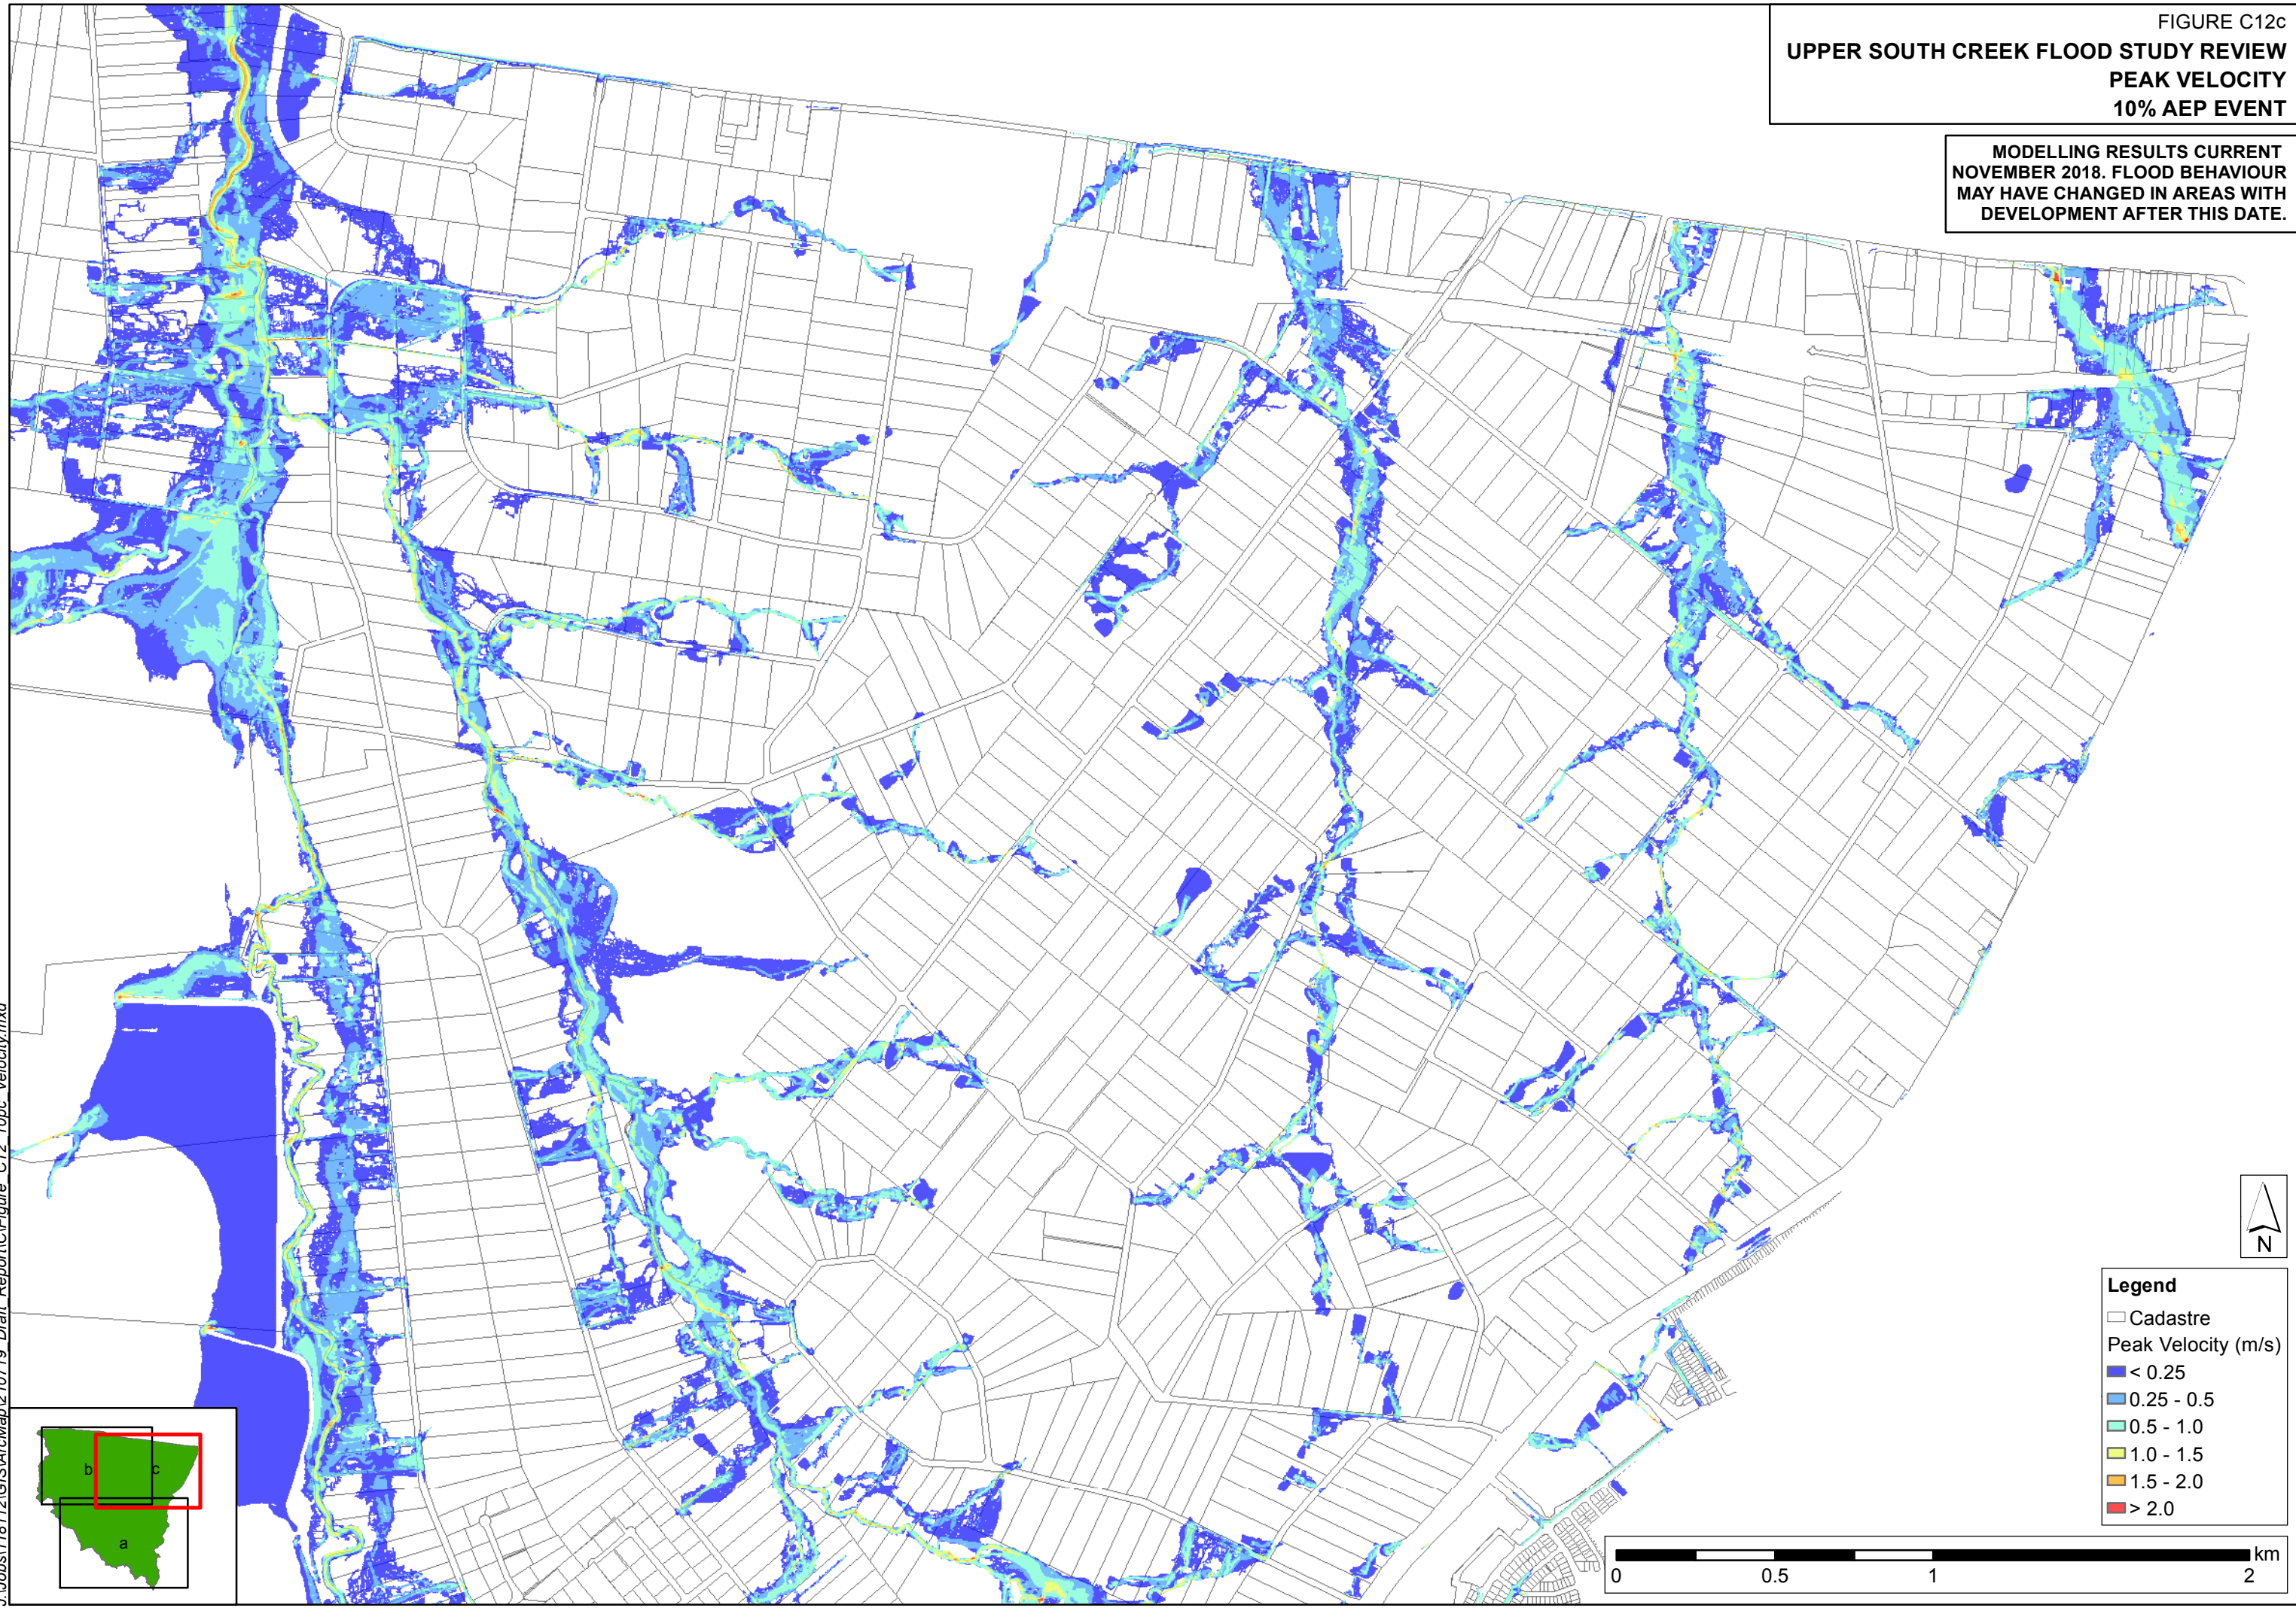 FIGURE C12c
UPPER SOUTH CREEK FLOOD STUDY REVIEW
PEAK VELOCITY
10% AEP EVENT
MODELLING RESULTS CURRENT
NOVEMBER 2018. FLOOD BEHAVIOUR
MAY HAVE CHANGED IN AREAS WITH
DEVELOPMENT AFTER THIS DATE.
N
Legend
Cadastre
Peak Velocity (m/s)
< 0.25
0.25 - 0.5
0.5 - 1.0
1.0 - 1.5
1.5 - 2.0
> 2.0
km
0 0.5 1 2
b c
a